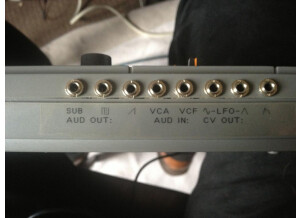 SUB VCA VCF -LFO-
AUD OUT: AUD IN: CV OUT: